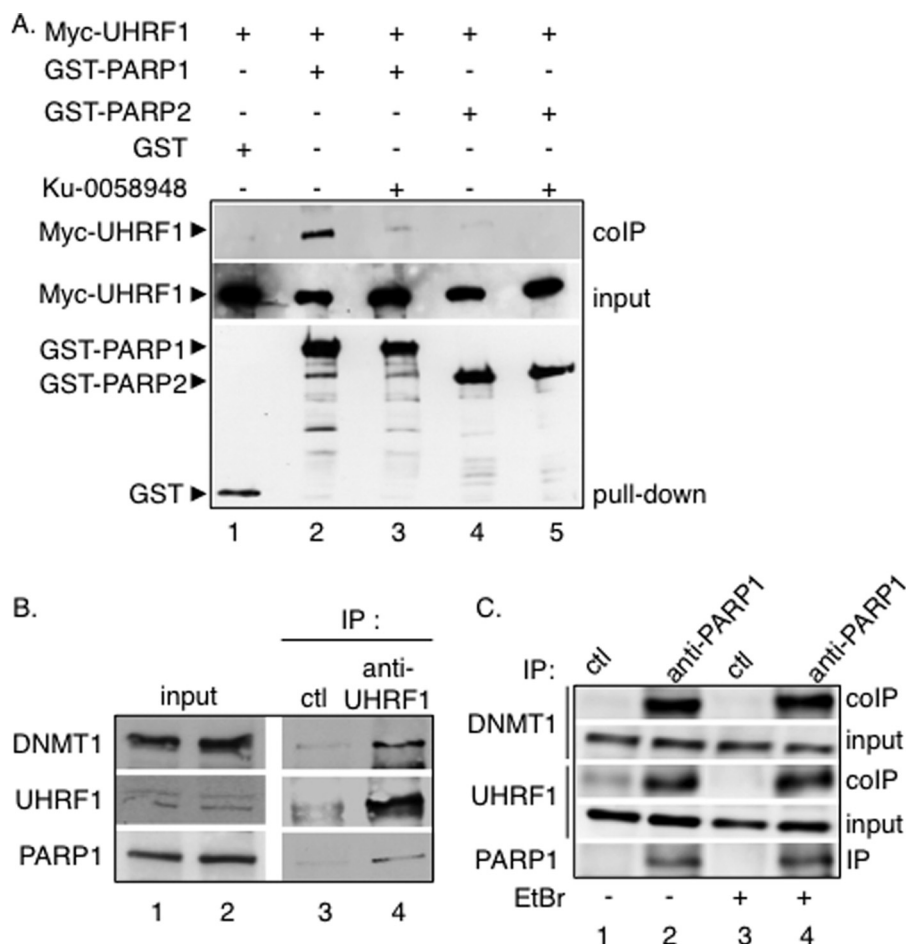 A. Myc-UHRF1 + + + + +
GST-PARP1 - + + - -
GST-PARP2 - - - + +
GST + - - - -
Ku-0058948 - - + - +
Myc-UHRF1 coIP
Myc-UHRF1 input
GST-PARP1
GST-PARP2
GST pull-down
1 2 3 4 5
B.
IP :
input ctl anti-UHRF1
DNMT1
UHRF1
PARP1
1 2 3 4
C.
IP: ctl anti-PARP1 ctl anti-PARP1
DNMT1 coIP
input
UHRF1 coIP
input
PARP1 IP
EtBr - - + +
1 2 3 4